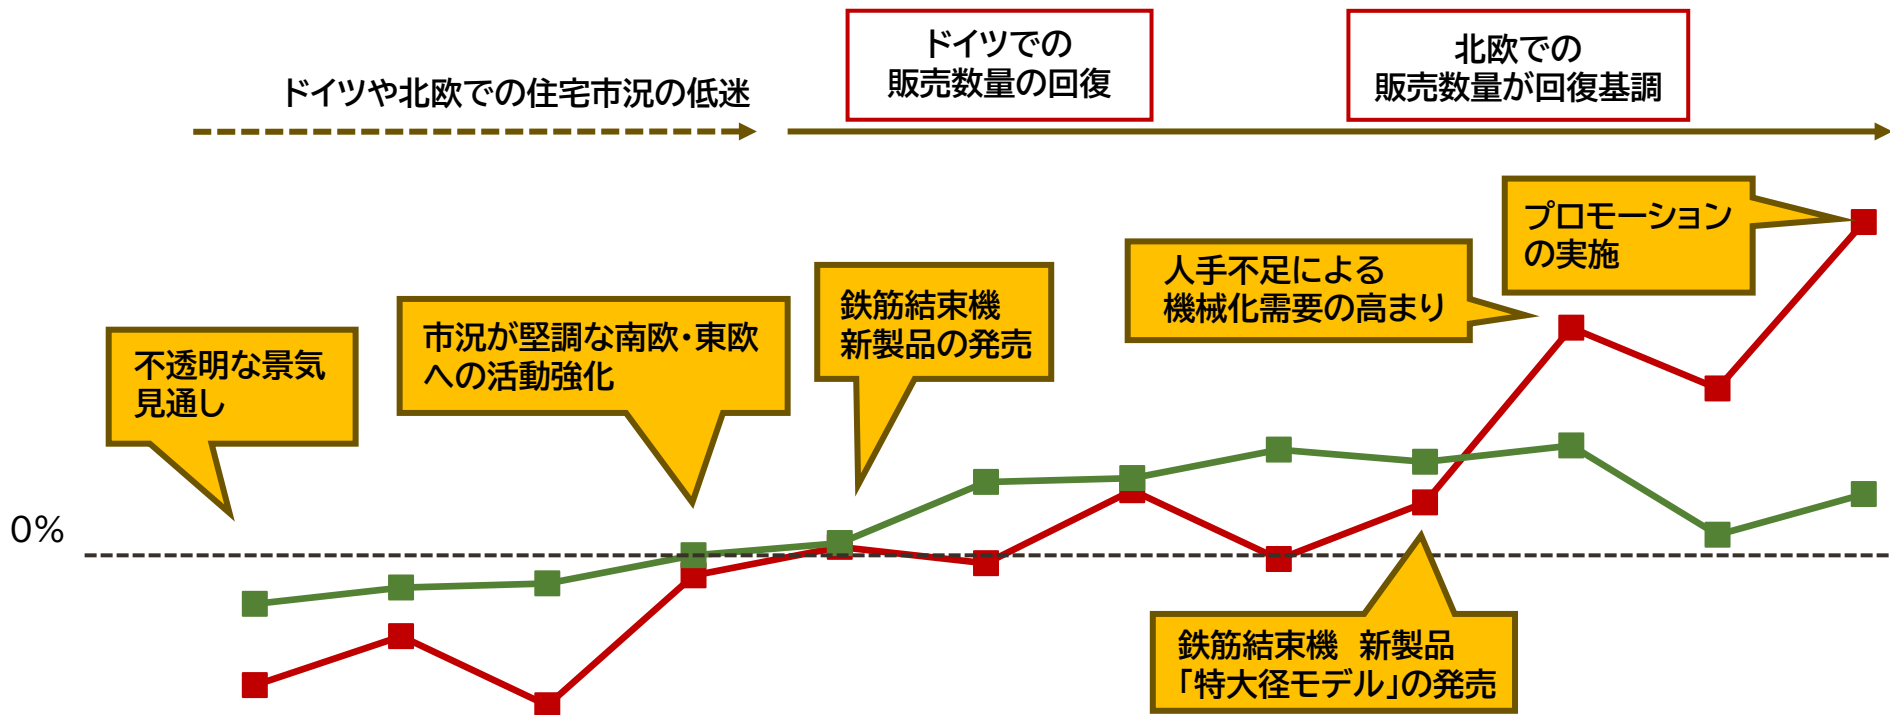 ドイツでの
販売数量の回復
北欧での
販売数量が回復基調
ドイツや北欧での住宅市況の低迷
プロモーション
の実施
人手不足による
機械化需要の高まり
鉄筋結束機
新製品の発売
市況が堅調な南欧・東欧
への活動強化
不透明な景気
見通し
0%
鉄筋結束機　新製品
「特大径モデル」の発売